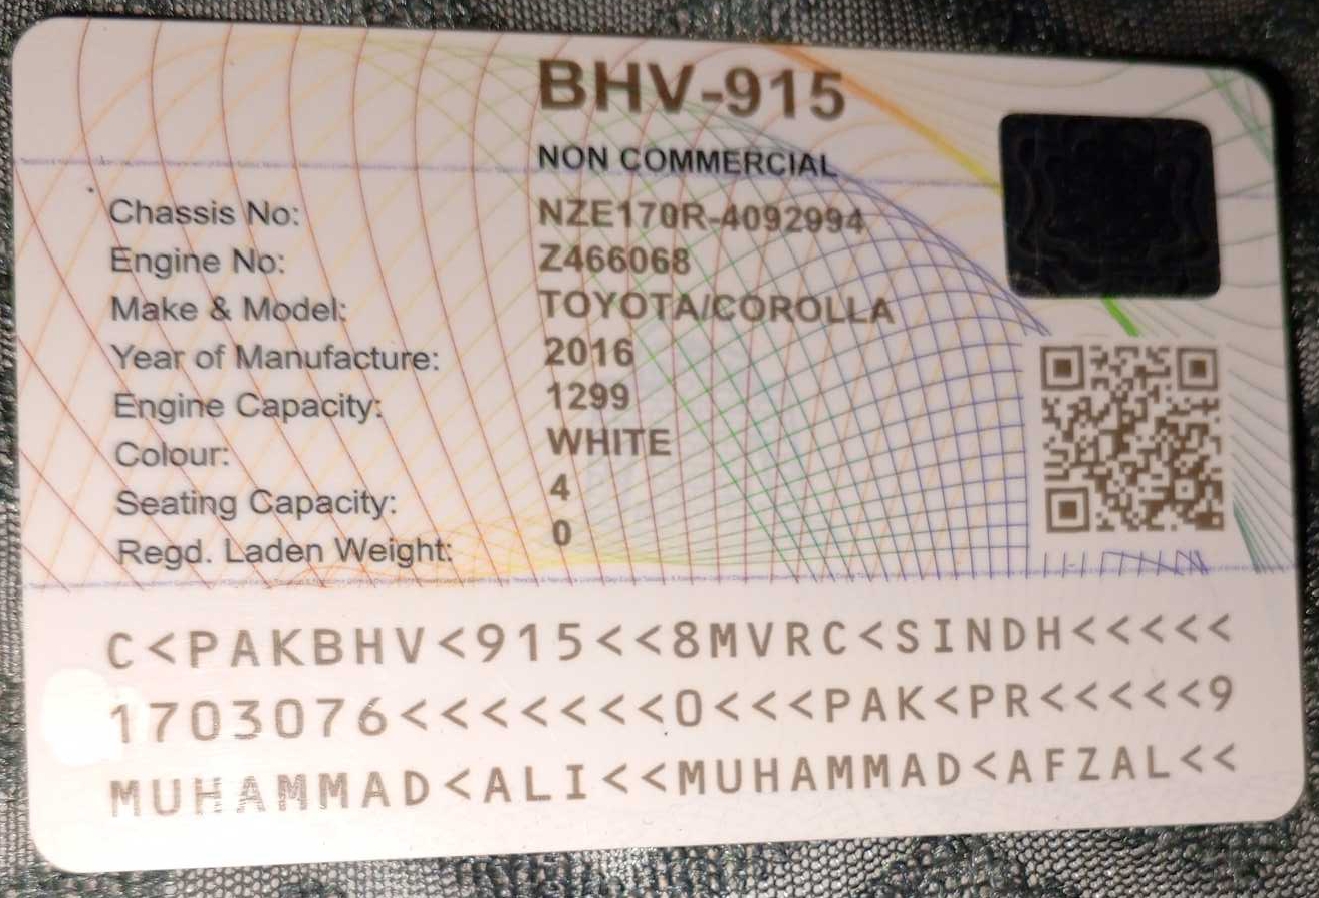 BHV-915
NON COMMERCIAL
Chassis No: NZE170R-4092994
Engine No: Z466068
Make & Model: TOYOTA/COROLLA
Year of Manufacture: 2016
Engine Capacity: 1299
Colour: WHITE
Seating Capacity: 4
Regd. Laden Weight: 0
C<PAKBHV<915<<8MVRC<SINDH<<<<<
1703076<<<<<<<0<<<PAK<PR<<<<<9
MUHAMMAD<ALI<<MUHAMMAD<AFZAL<<